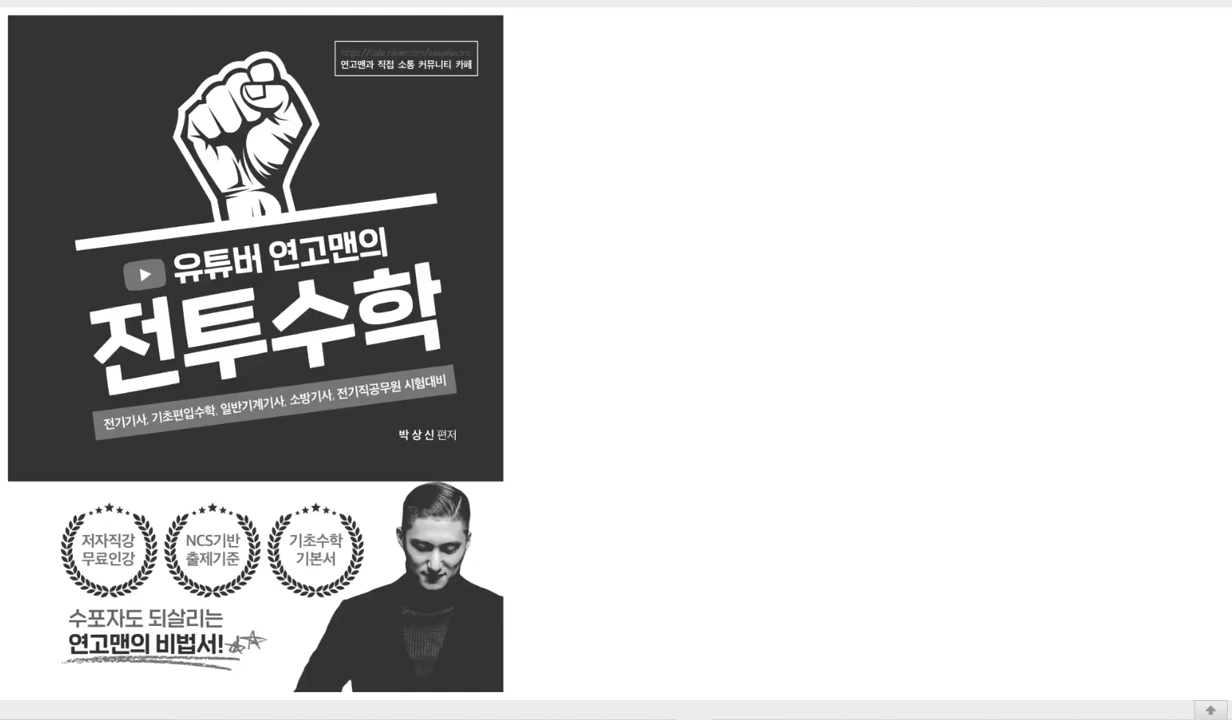 https://cafe.naver.com/easyelectric
연고맨과 직접 소통 커뮤니티 카페
유튜버 연고맨의
전투수학
전기기사, 기초편입수학, 일반기계기사, 소방기사, 전기직공무원 시험대비
박상신 편저
저자직강
무료인강
NCS기반
출제기준
기초수학
기본서
수포자도 되살리는
연고맨의 비법서!